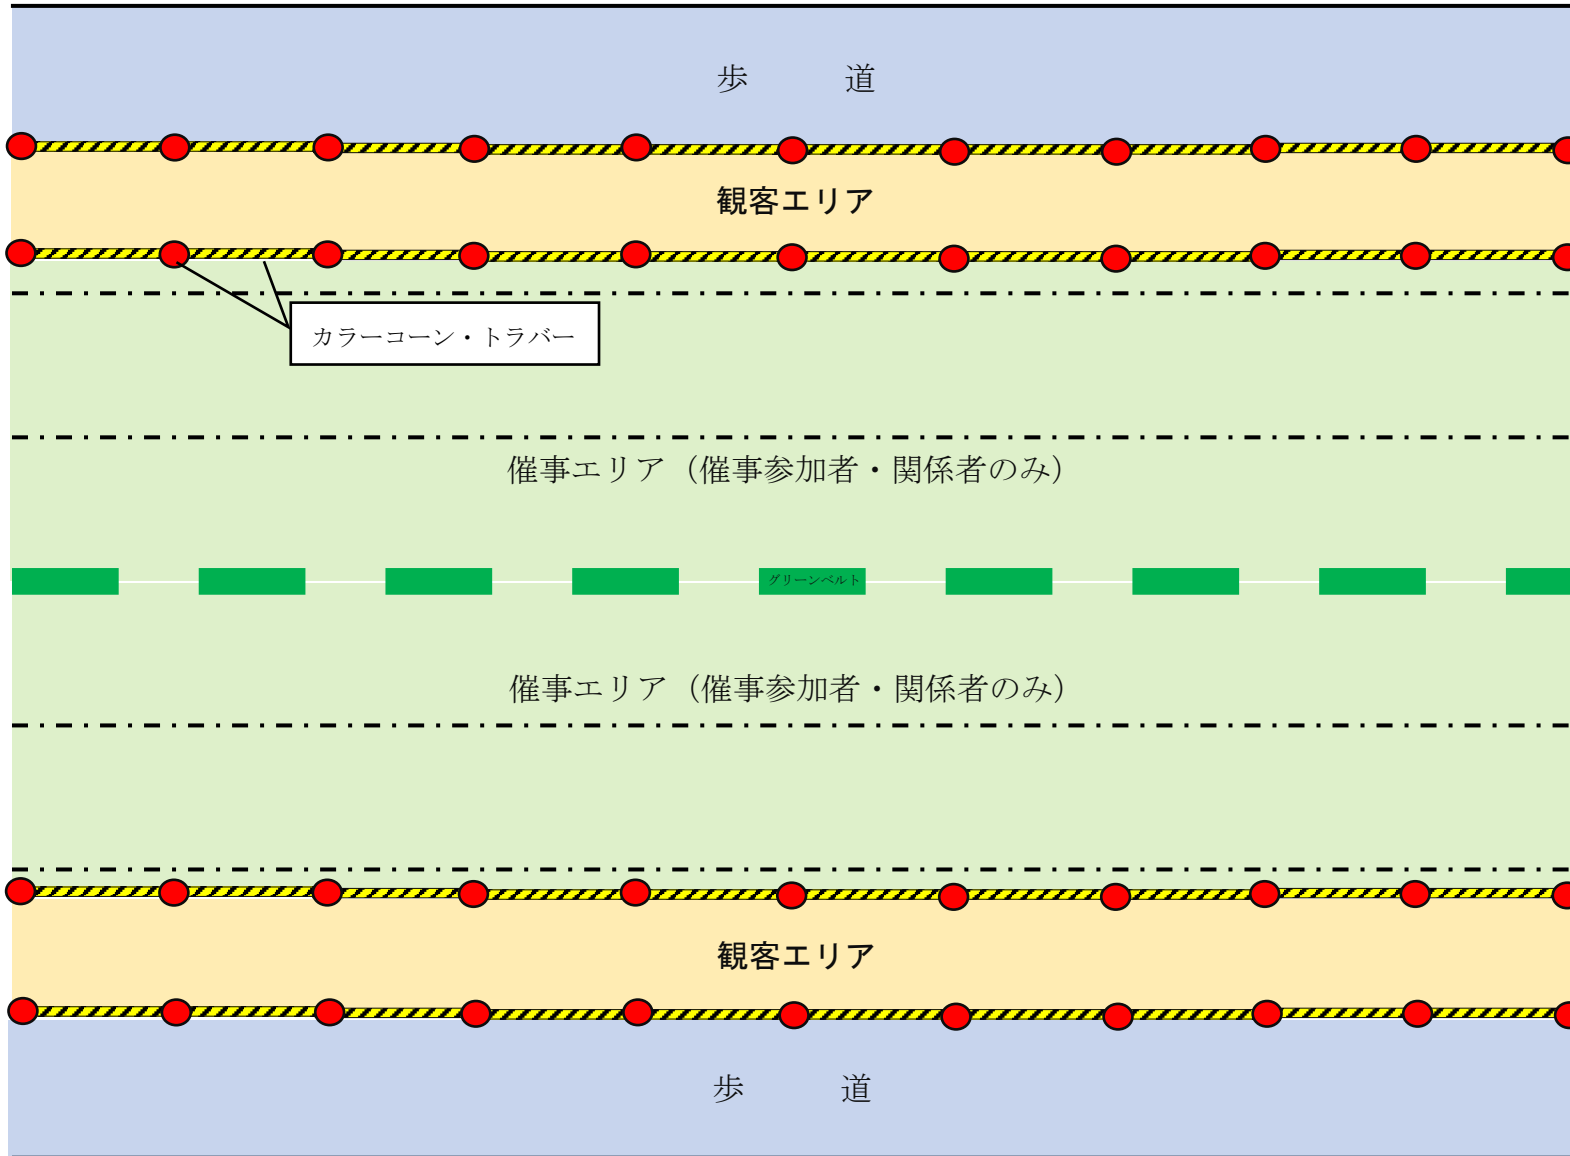 歩　　　道
観客エリア
カラーコーン・トラバー
催事エリア（催事参加者・関係者のみ）
グリーンベルト
催事エリア（催事参加者・関係者のみ）
観客エリア
歩　　　道